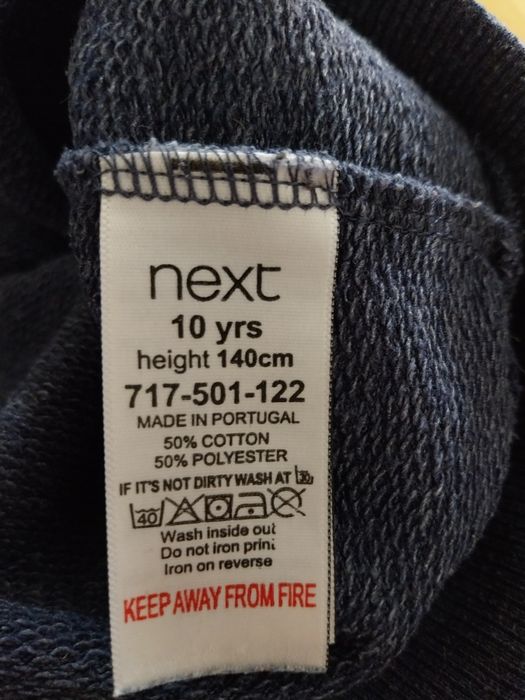 next
10 yrs
height 140cm
717-501-122
MADE IN PORTUGAL
50% COTTON
50% POLYESTER
IF IT'S NOT DIRTY WASH AT 30
40
Wash inside out
Do not iron print
Iron on reverse
KEEP AWAY FROM FIRE